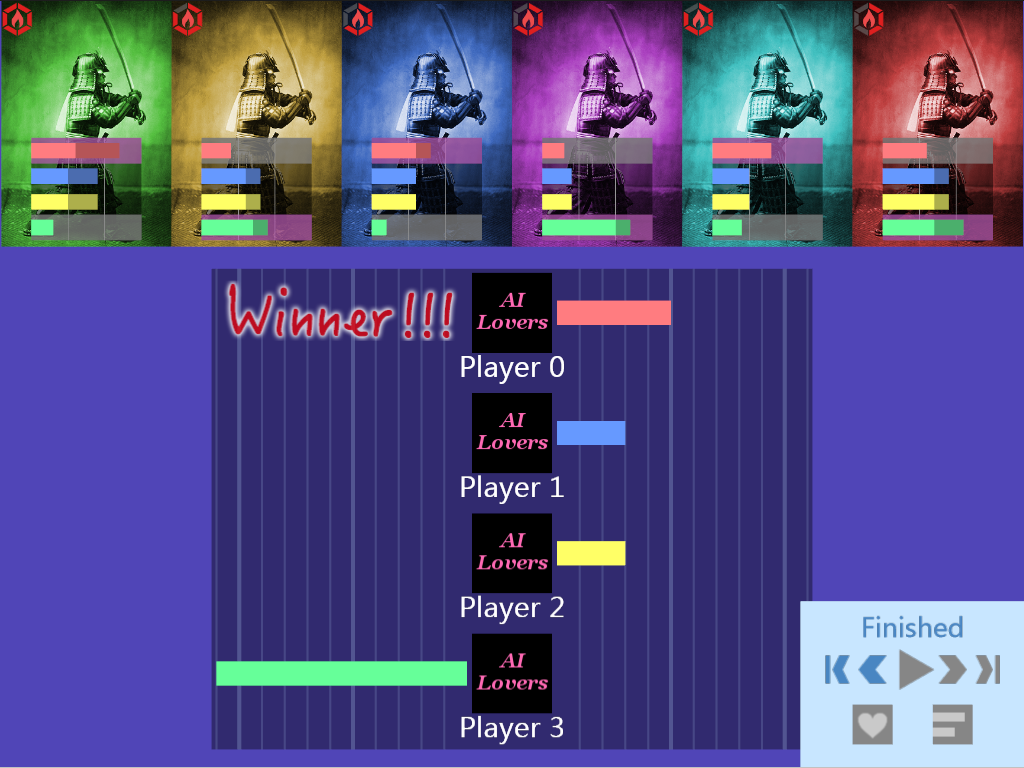 Winner!!!
AI
Lovers
Player 0
AI
Lovers
Player 1
AI
Lovers
Player 2
AI
Lovers
Player 3
Finished